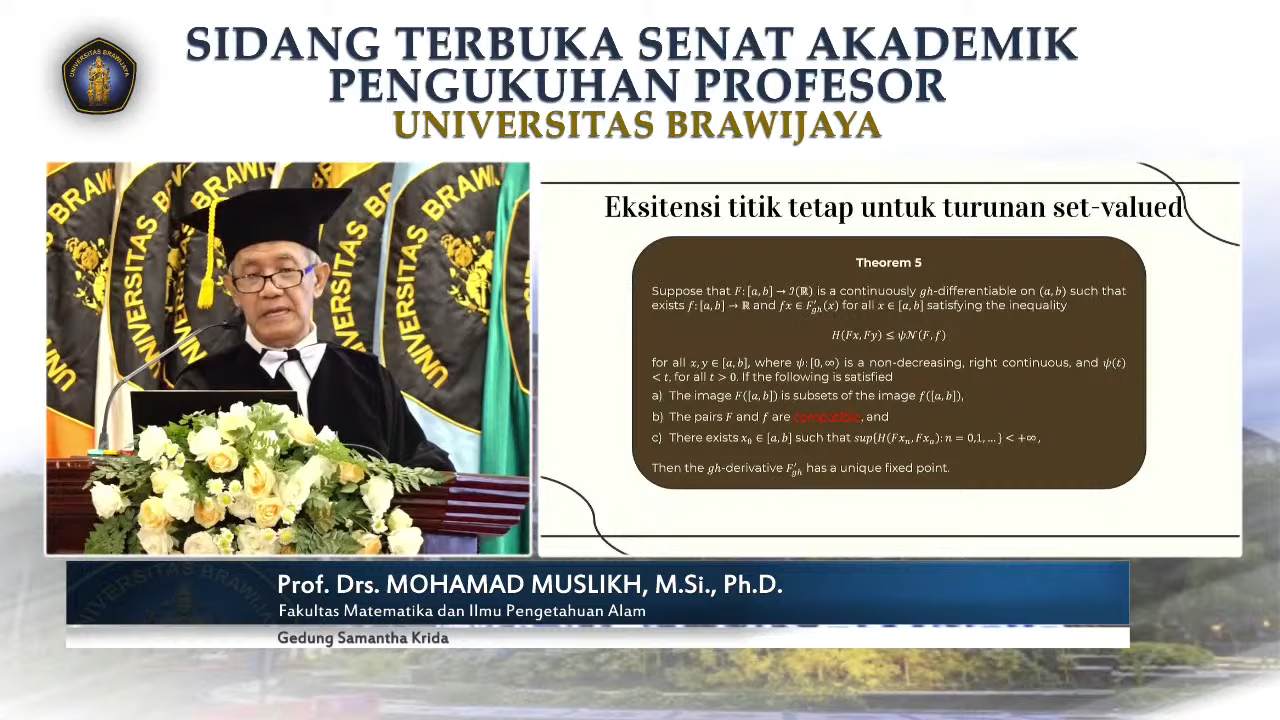 SIDANG TERBUKA SENAT AKADEMIK
PENGUKUHAN PROFESOR
UNIVERSITAS BRAWIJAYA
UNIVERSITAS BRAWIJAYA
Eksitensi titik tetap untuk turunan set-valued
Theorem 5
Suppose that F: [a, b] → ℐ(ℝ) is a continuously gh-differentiable on (a, b) such that
exists f: [a, b] → ℝ and fx ∈ F′gh(x) for all x ∈ [a, b] satisfying the inequality
H(Fx, Fy) ≤ ψN(F, f)
for all x, y ∈ [a, b], where ψ: [0, ∞) is a non-decreasing, right continuous, and ψ(t)
< t, for all t > 0. If the following is satisfied
a) The image F([a, b]) is subsets of the image f([a, b]),
b) The pairs F and f are compatible, and
c) There exists x₀ ∈ [a, b] such that sup{H(Fxₙ, Fxₐ): n = 0,1, … } < +∞,
Then the gh-derivative F′gh has a unique fixed point.
Prof. Drs. MOHAMAD MUSLIKH, M.Si., Ph.D.
Fakultas Matematika dan Ilmu Pengetahuan Alam
Gedung Samantha Krida